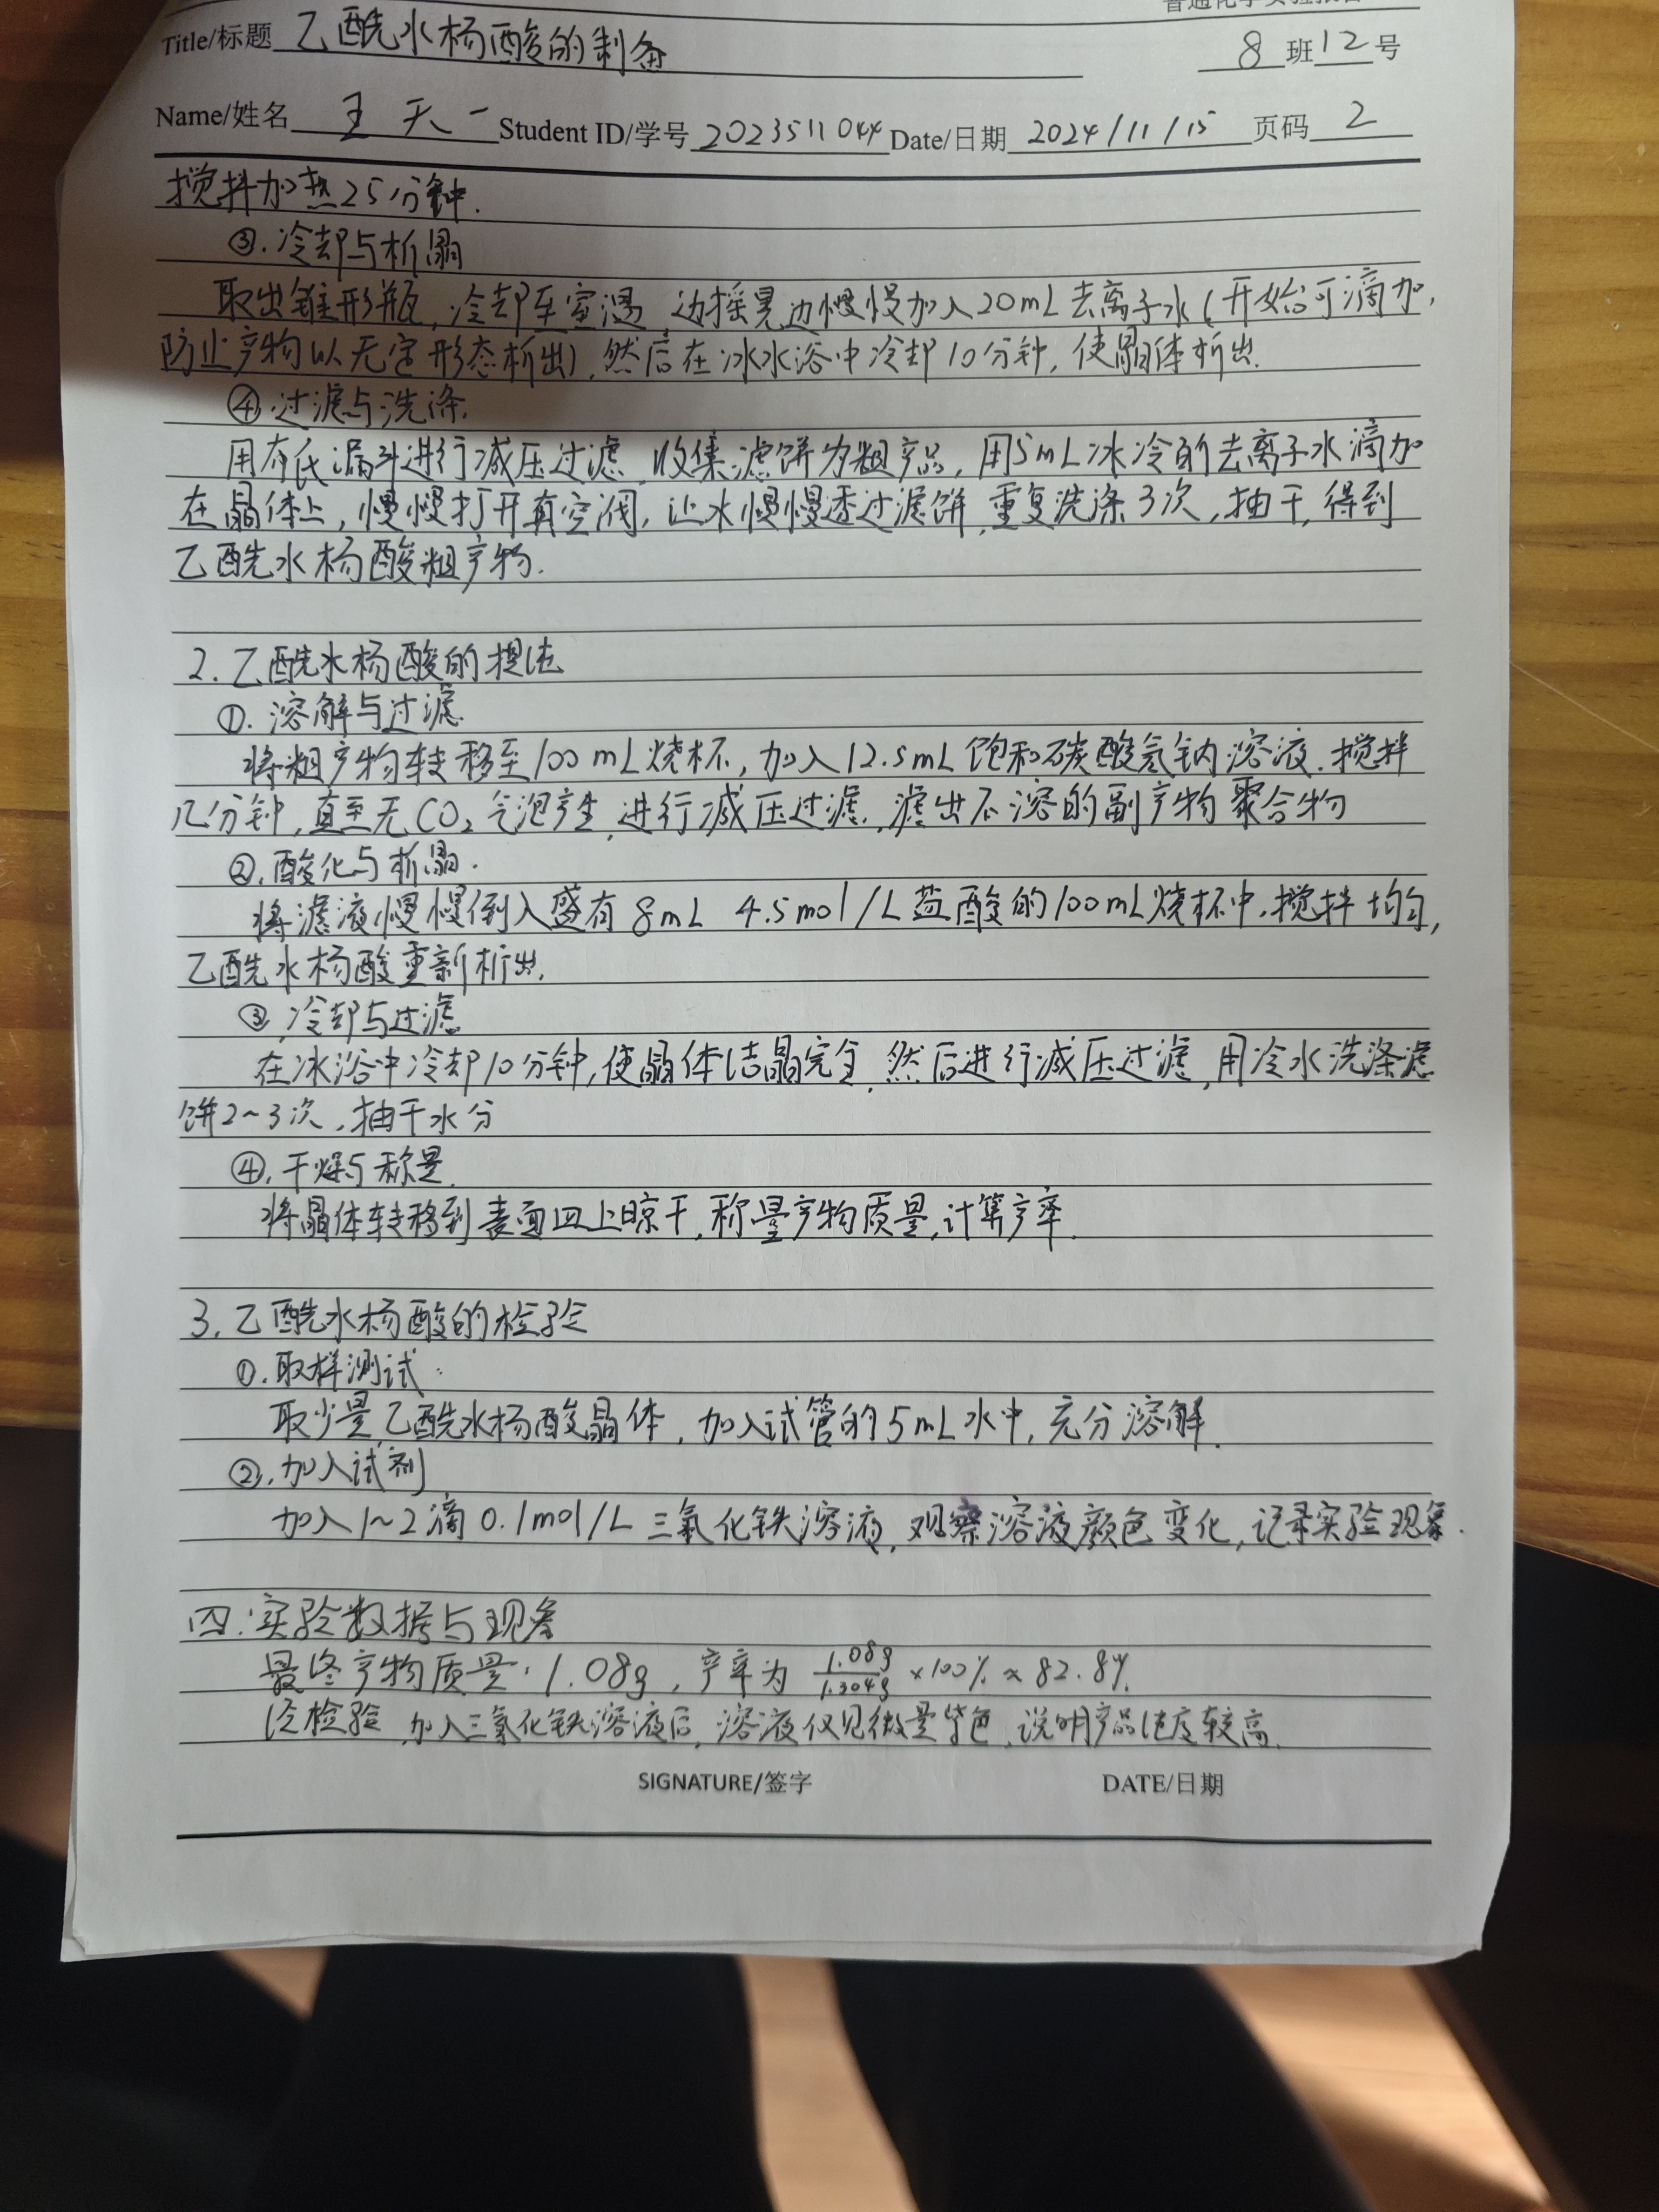 Title/标题 乙酰水杨酸的制备
8 班 12 号
Name/姓名 王天一 Student ID/学号 2023511044 Date/日期 2024/11/15 页码 2
搅拌加热25分钟.
③.冷却与析晶
取出锥形瓶,冷却至室温,边摇晃边慢慢加入20mL去离子水(开始可滴加,
防止产物以无定形态析出),然后在冰水浴中冷却10分钟,使晶体析出.
④.过滤与洗涤.
用布氏漏斗进行减压过滤,收集滤饼为粗产品,用5mL冰冷的去离子水滴加
在晶体上,慢慢打开真空阀,让水慢慢透过滤饼,重复洗涤3次,抽干,得到
乙酰水杨酸粗产物.
2.乙酰水杨酸的提纯
①.溶解与过滤.
将粗产物转移至100mL烧杯,加入12.5mL饱和碳酸氢钠溶液.搅拌
几分钟,直至无CO₂气泡产生,进行减压过滤,滤出不溶的副产物聚合物
②.酸化与析晶.
将滤液慢慢倒入盛有8mL 4.5mol/L盐酸的100mL烧杯中.搅拌均匀,
乙酰水杨酸重新析出.
③.冷却与过滤
在冰浴中冷却10分钟,使晶体结晶完全,然后进行减压过滤,用冷水洗涤滤
饼2~3次,抽干水分
④.干燥与称量.
将晶体转移到表面皿上晾干,称量产物质量,计算产率.
3.乙酰水杨酸的检验
①.取样测试:
取少量乙酰水杨酸晶体,加入试管的5mL水中,充分溶解.
②.加入试剂
加入1~2滴0.1mol/L三氯化铁溶液,观察溶液颜色变化,记录实验现象.
四.实验数据与现象
最终产物质量:1.08g,产率为 1.08g/1.304g ×100% ≈ 82.8%.
经检验,加入三氯化铁溶液后,溶液仅见微量紫色,说明产品纯度较高.
SIGNATURE/签字 DATE/日期